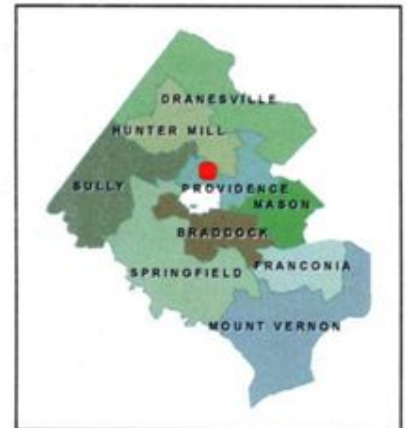 DRANESVILLE
HUNTER MILL
SULLY
PROVIDENCE
MASON
BRADDOCK
SPRINGFIELD
FRANCONIA
MOUNT VERNON